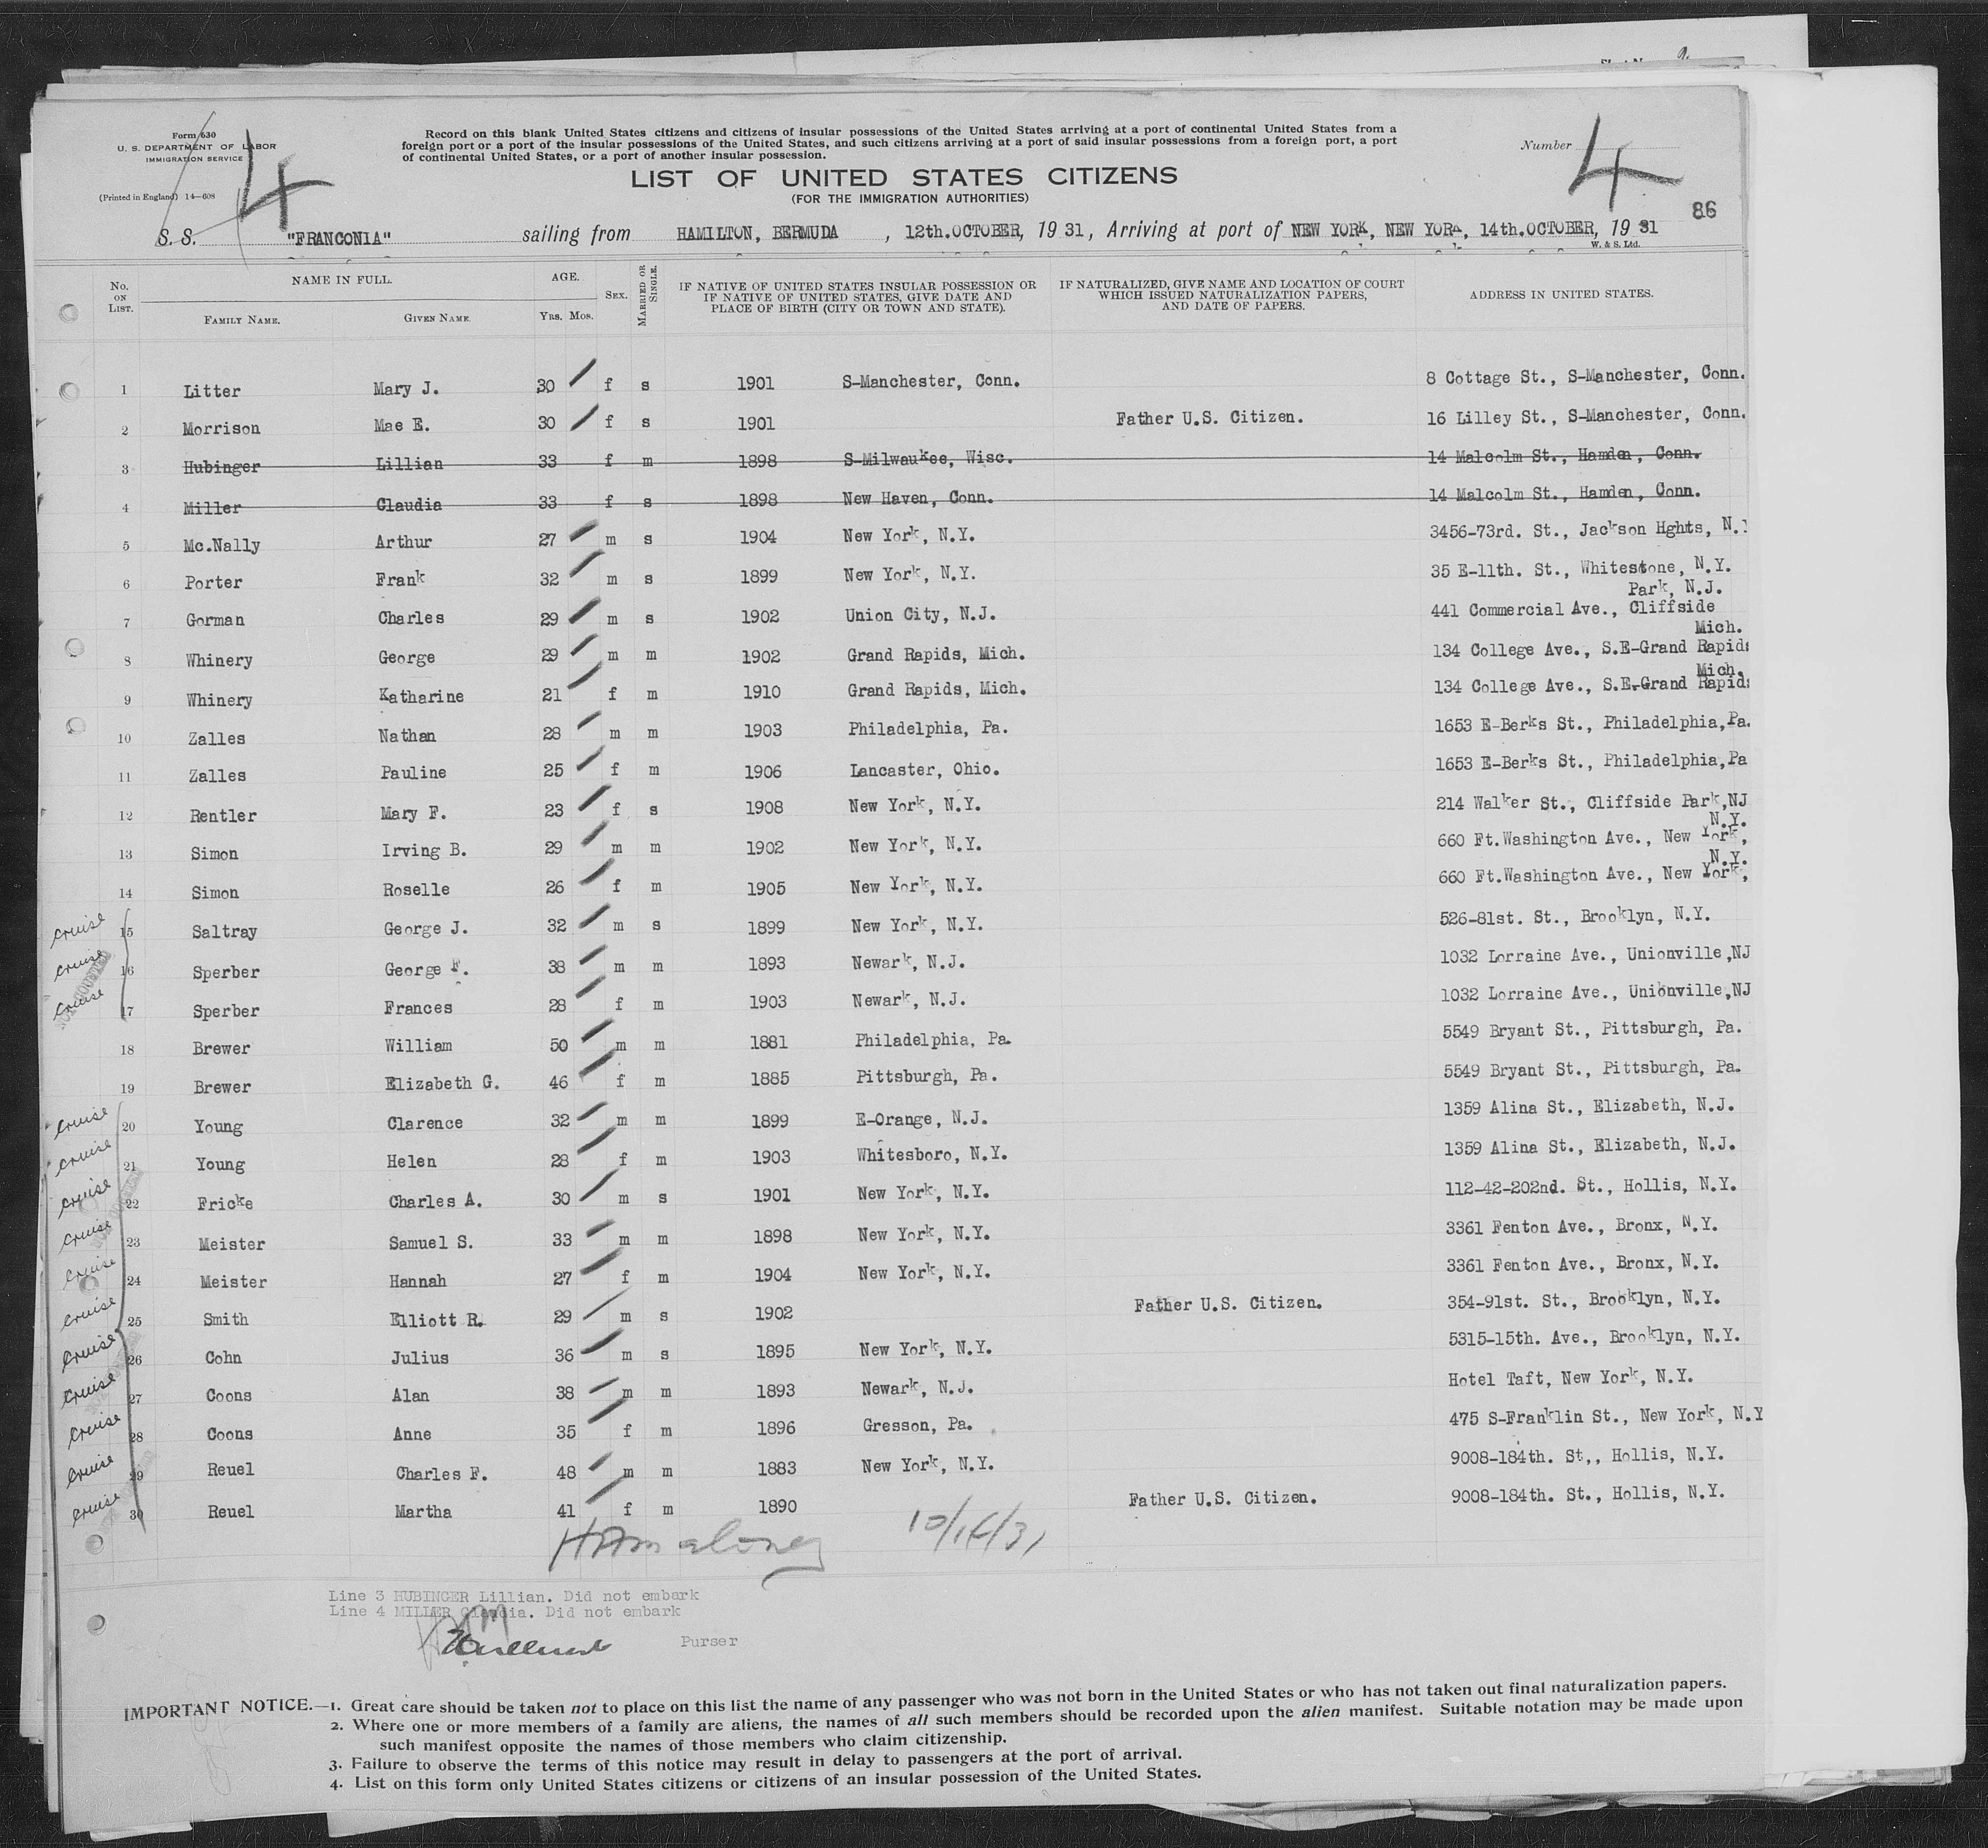 Form 630
U. S. DEPARTMENT OF LABOR
IMMIGRATION SERVICE
(Printed in England) 14—608
4
Record on this blank United States citizens and citizens of insular possessions of the United States arriving at a port of continental United States from a
foreign port or a port of the insular possessions of the United States, and such citizens arriving at a port of said insular possessions from a foreign port, a port
of continental United States, or a port of another insular possession.
Number
4
LIST OF UNITED STATES CITIZENS
(FOR THE IMMIGRATION AUTHORITIES)
86
S. S. "FRANCONIA" sailing from HAMILTON, BERMUDA , 12th.OCTOBER, 19 31, Arriving at port of NEW YORK, NEW YORK, 14th.OCTOBER, 19 31
W. & S. Ltd.
No. ON LIST. NAME IN FULL. AGE. SEX. MARRIED OR SINGLE. IF NATIVE OF UNITED STATES INSULAR POSSESSION OR IF NATIVE OF UNITED STATES, GIVE DATE AND PLACE OF BIRTH (CITY OR TOWN AND STATE). IF NATURALIZED, GIVE NAME AND LOCATION OF COURT WHICH ISSUED NATURALIZATION PAPERS, AND DATE OF PAPERS. ADDRESS IN UNITED STATES.
FAMILY NAME. GIVEN NAME. YRS. MOS.
1 Litter Mary J. 30 f s 1901 S-Manchester, Conn. 8 Cottage St., S-Manchester, Conn.
2 Morrison Mae E. 30 f s 1901 Father U.S. Citizen. 16 Lilley St., S-Manchester, Conn.
3 Hubinger Lillian 33 f m 1898 S-Milwaukee, Wisc. 14 Malcolm St., Hamden, Conn.
4 Miller Claudia 33 f s 1898 New Haven, Conn. 14 Malcolm St., Hamden, Conn.
5 Mc.Nally Arthur 27 m s 1904 New York, N.Y. 3456-73rd. St., Jackson Hghts, N.Y
6 Porter Frank 32 m s 1899 New York, N.Y. 35 E-11th. St., Whitestone, N.Y.
Park, N.J.
7 Gorman Charles 29 m s 1902 Union City, N.J. 441 Commercial Ave., Cliffside
Mich.
8 Whinery George 29 m m 1902 Grand Rapids, Mich. 134 College Ave., S.E-Grand Rapids
Mich.
9 Whinery Katharine 21 f m 1910 Grand Rapids, Mich. 134 College Ave., S.E-Grand Rapids
10 Zalles Nathan 28 m m 1903 Philadelphia, Pa. 1653 E-Berks St., Philadelphia,Pa.
11 Zalles Pauline 25 f m 1906 Lancaster, Ohio. 1653 E-Berks St., Philadelphia,Pa
12 Rentler Mary F. 23 f s 1908 New York, N.Y. 214 Walker St., Cliffside Park,NJ
N.Y.
13 Simon Irving B. 29 m m 1902 New York, N.Y. 660 Ft.Washington Ave., New York,
N.Y.
14 Simon Roselle 26 f m 1905 New York, N.Y. 660 Ft.Washington Ave., New York,
cruise 15 Saltray George J. 32 m s 1899 New York, N.Y. 526-81st. St., Brooklyn, N.Y.
cruise 16 Sperber George F. 38 m m 1893 Newark, N.J. 1032 Lorraine Ave., Unionville,NJ
cruise 17 Sperber Frances 28 f m 1903 Newark, N.J. 1032 Lorraine Ave., Unionville,NJ
18 Brewer William 50 m m 1881 Philadelphia, Pa. 5549 Bryant St., Pittsburgh, Pa.
19 Brewer Elizabeth G. 46 f m 1885 Pittsburgh, Pa. 5549 Bryant St., Pittsburgh, Pa.
cruise 20 Young Clarence 32 m m 1899 E-Orange, N.J. 1359 Alina St., Elizabeth, N.J.
cruise 21 Young Helen 28 f m 1903 Whitesboro, N.Y. 1359 Alina St., Elizabeth, N.J.
cruise 22 Fricke Charles A. 30 m s 1901 New York, N.Y. 112-42-202nd. St., Hollis, N.Y.
cruise 23 Meister Samuel S. 33 m m 1898 New York, N.Y. 3361 Fenton Ave., Bronx, N.Y.
cruise 24 Meister Hannah 27 f m 1904 New York, N.Y. 3361 Fenton Ave., Bronx, N.Y.
cruise 25 Smith Elliott R. 29 m s 1902 Father U.S. Citizen. 354-91st. St., Brooklyn, N.Y.
cruise 26 Cohn Julius 36 m s 1895 New York, N.Y. 5315-15th. Ave., Brooklyn, N.Y.
cruise 27 Coons Alan 38 m m 1893 Newark, N.J. Hotel Taft, New York, N.Y.
cruise 28 Coons Anne 35 f m 1896 Gresson, Pa. 475 S-Franklin St., New York, N.Y
cruise 29 Reuel Charles F. 48 m m 1883 New York, N.Y. 9008-184th. St,, Hollis, N.Y.
cruise 30 Reuel Martha 41 f m 1890 Father U.S. Citizen. 9008-184th. St., Hollis, N.Y.
HAMaloney 10/14/31
Line 3 HUBINGER Lillian. Did not embark
Line 4 MILLER Claudia. Did not embark
Purser
IMPORTANT NOTICE.—1. Great care should be taken not to place on this list the name of any passenger who was not born in the United States or who has not taken out final naturalization papers.
2. Where one or more members of a family are aliens, the names of all such members should be recorded upon the alien manifest. Suitable notation may be made upon
such manifest opposite the names of those members who claim citizenship.
3. Failure to observe the terms of this notice may result in delay to passengers at the port of arrival.
4. List on this form only United States citizens or citizens of an insular possession of the United States.